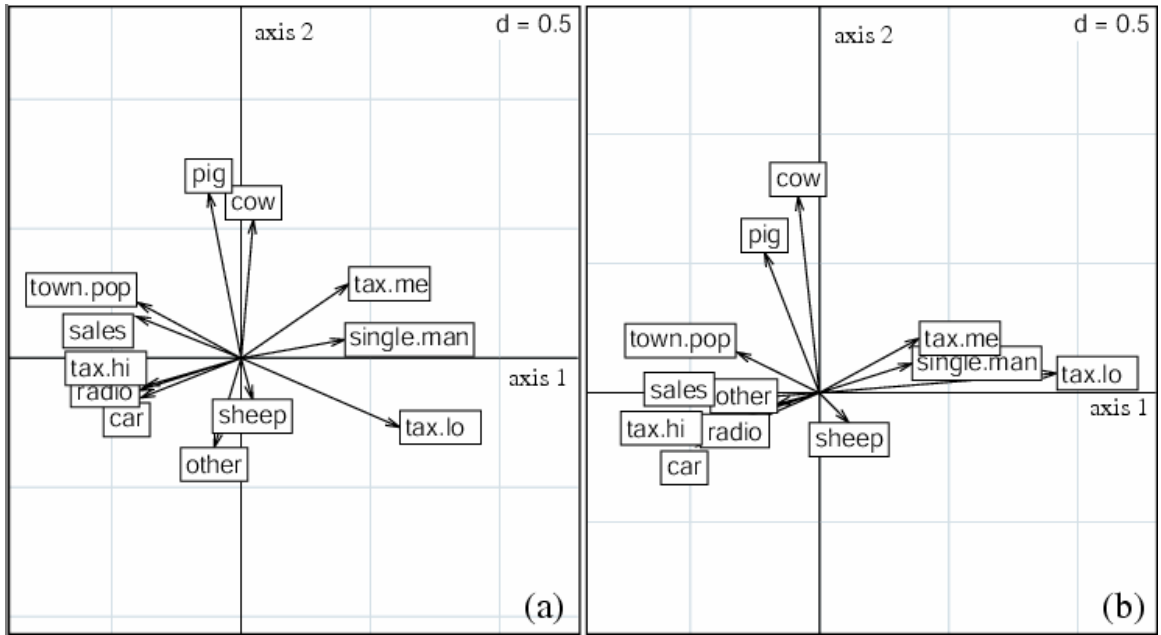 axis 2
d = 0.5
pig
cow
town.pop
tax.me
sales
single.man
tax.hi
axis 1
radio
car
sheep
tax.lo
other
(a)
axis 2
d = 0.5
cow
pig
town.pop
tax.me
single.man
tax.lo
sales
other
axis 1
tax.hi
radio
sheep
car
(b)